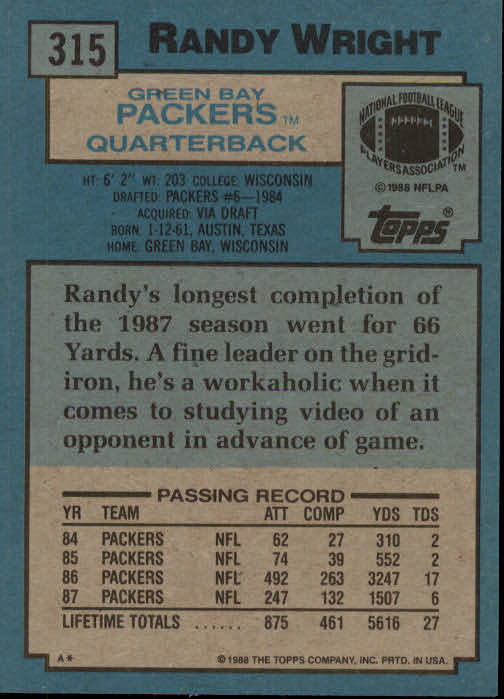 315
RANDY WRIGHT
GREEN BAY
PACKERS TM
QUARTERBACK
NATIONAL FOOTBALL LEAGUE
PLAYERS ASSOCIATION TM
© 1988 NFLPA
Topps®
HT: 6' 2" WT: 203 COLLEGE: WISCONSIN
DRAFTED: PACKERS #6—1984
ACQUIRED: VIA DRAFT
BORN: 1-12-61, AUSTIN, TEXAS
HOME: GREEN BAY, WISCONSIN
Randy's longest completion of
the 1987 season went for 66
Yards. A fine leader on the grid-
iron, he's a workaholic when it
comes to studying video of an
opponent in advance of game.
PASSING RECORD
YR TEAM ATT COMP YDS TDS
84 PACKERS NFL 62 27 310 2
85 PACKERS NFL 74 39 552 2
86 PACKERS NFL 492 263 3247 17
87 PACKERS NFL 247 132 1507 6
LIFETIME TOTALS ...... 875 461 5616 27
A* © 1988 THE TOPPS COMPANY, INC. PRTD. IN USA.